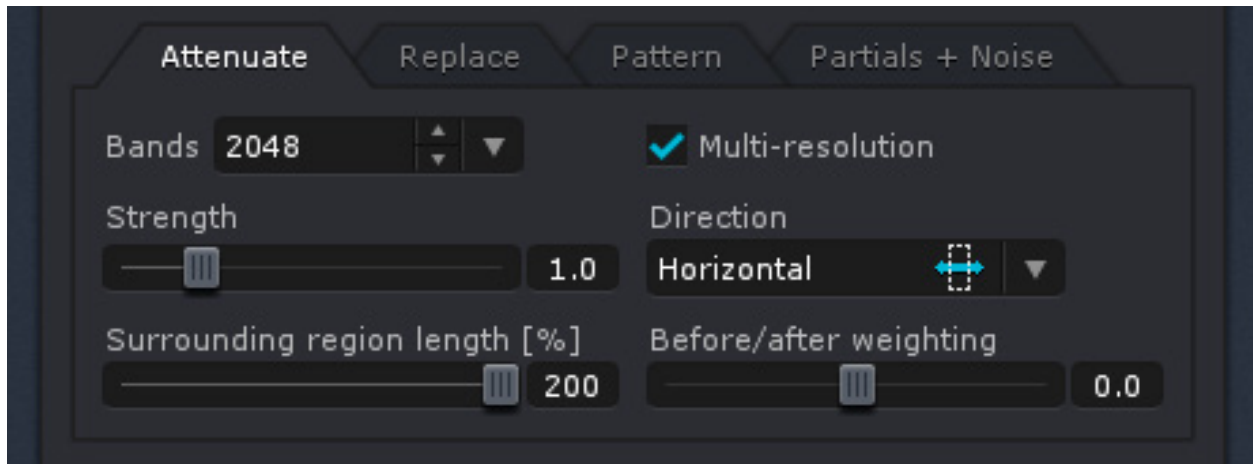 Attenuate Replace Pattern Partials + Noise
Bands 2048 Multi-resolution
Strength Direction
1.0 Horizontal
Surrounding region length [%] Before/after weighting
200 0.0